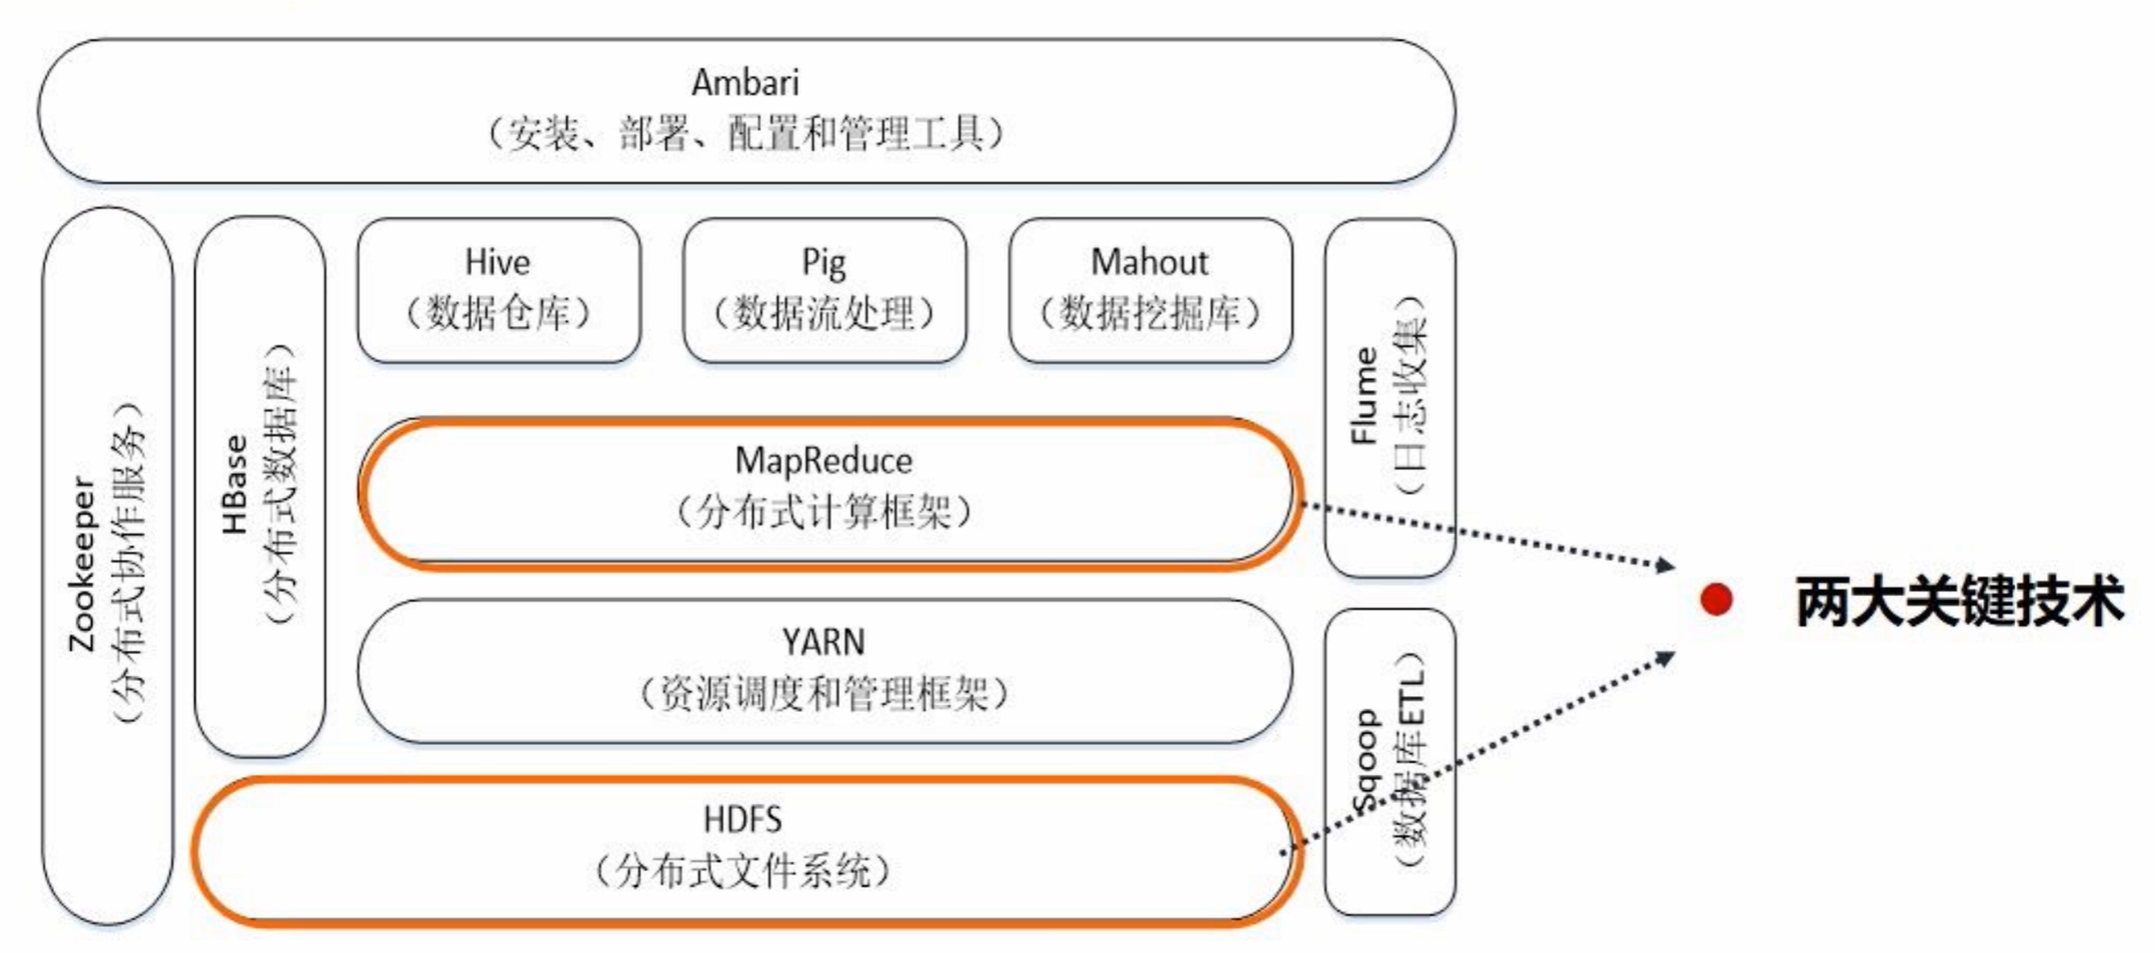 Ambari
（安装、部署、配置和管理工具）
Zookeeper
（分布式协作服务）
HBase
（分布式数据库）
Hive
（数据仓库）
Pig
（数据流处理）
Mahout
（数据挖掘库）
Flume
（日志收集）
MapReduce
（分布式计算框架）
YARN
（资源调度和管理框架）
Sqoop
（数据库ETL）
HDFS
（分布式文件系统）
两大关键技术